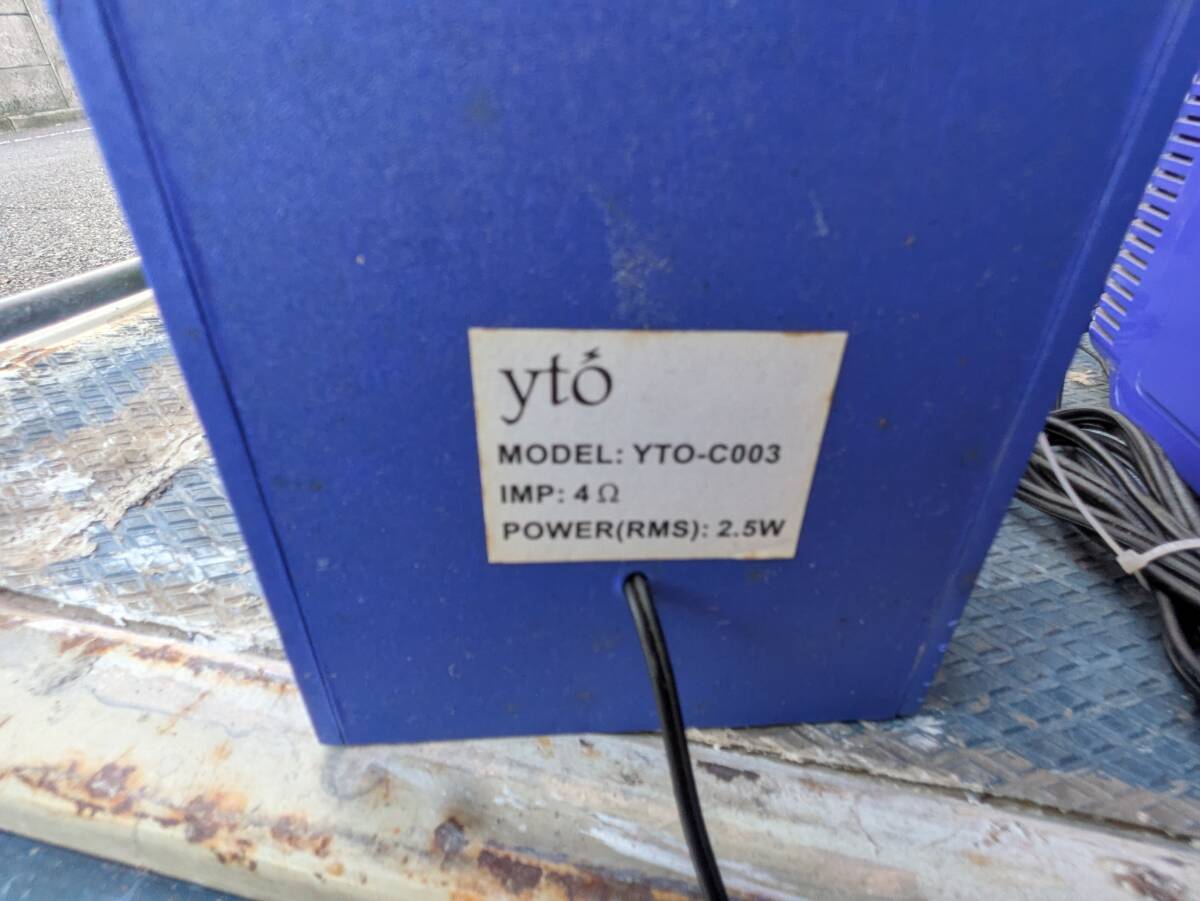 ytó
MODEL: YTO-C003
IMP: 4 Ω
POWER(RMS): 2.5W